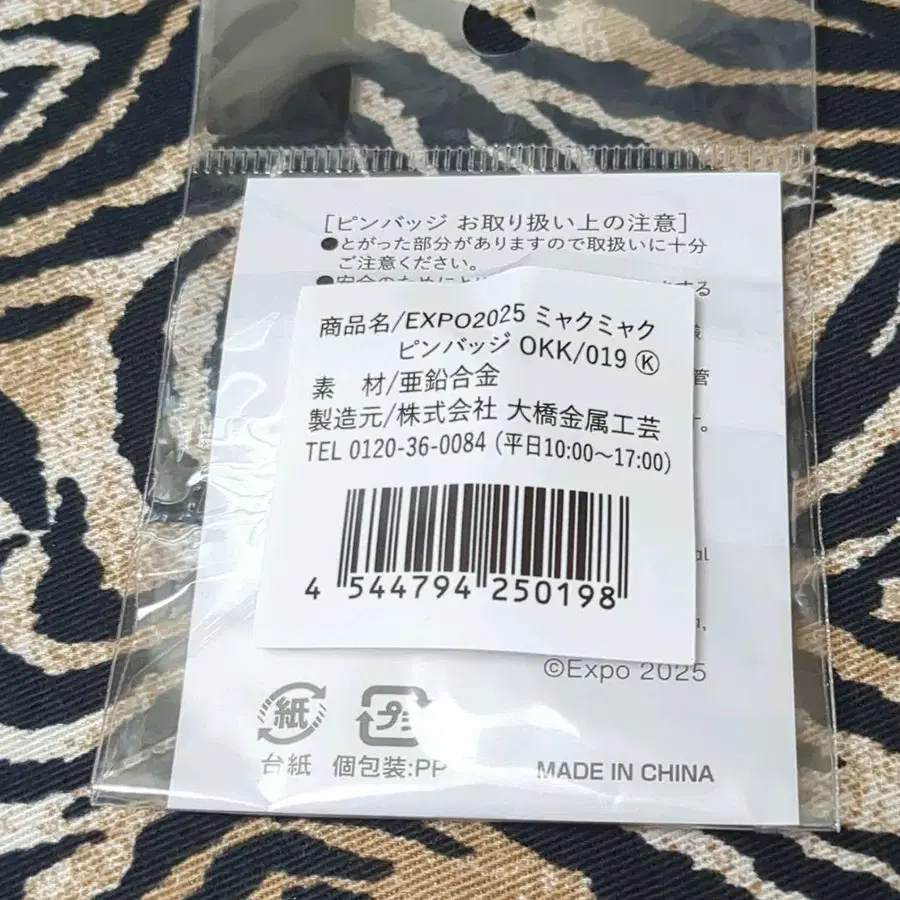 [ピンバッジ お取り扱い上の注意]
●とがった部分がありますので取扱いに十分
ご注意ください。
商品名/EXPO2025 ミャクミャク
ピンバッジ OKK/019 Ⓚ
素　材/亜鉛合金
製造元/株式会社 大橋金属工芸
TEL 0120-36-0084 (平日10:00〜17:00)
4 544794 250198
©Expo 2025
紙
プラ
台紙 個包装:PP
MADE IN CHINA